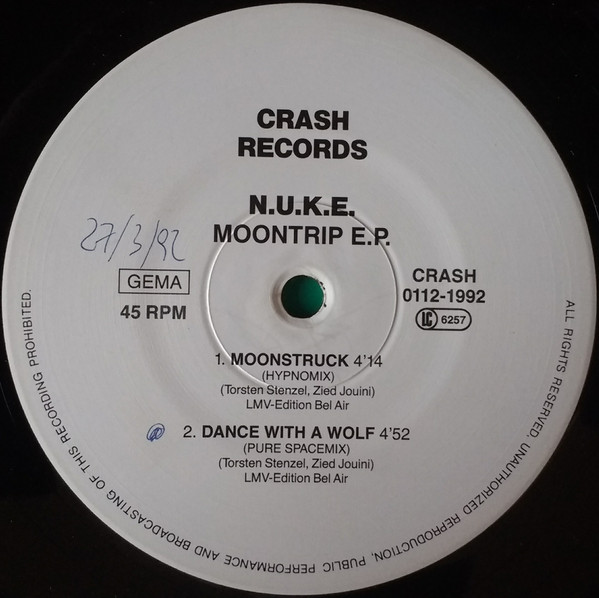 CRASH
RECORDS
N.U.K.E.
MOONTRIP E.P.
27/3/92
GEMA
45 RPM
CRASH
0112-1992
LC 6257
1. MOONSTRUCK 4'14
(HYPNOMIX)
(Torsten Stenzel, Zied Jouini)
LMV-Edition Bel Air
@ 2. DANCE WITH A WOLF 4'52
(PURE SPACEMIX)
(Torsten Stenzel, Zied Jouini)
LMV-Edition Bel Air
ALL RIGHTS RESERVED. UNAUTHORIZED REPRODUCTION, PUBLIC PERFORMANCE AND BROADCASTING OF THIS RECORDING PROHIBITED.